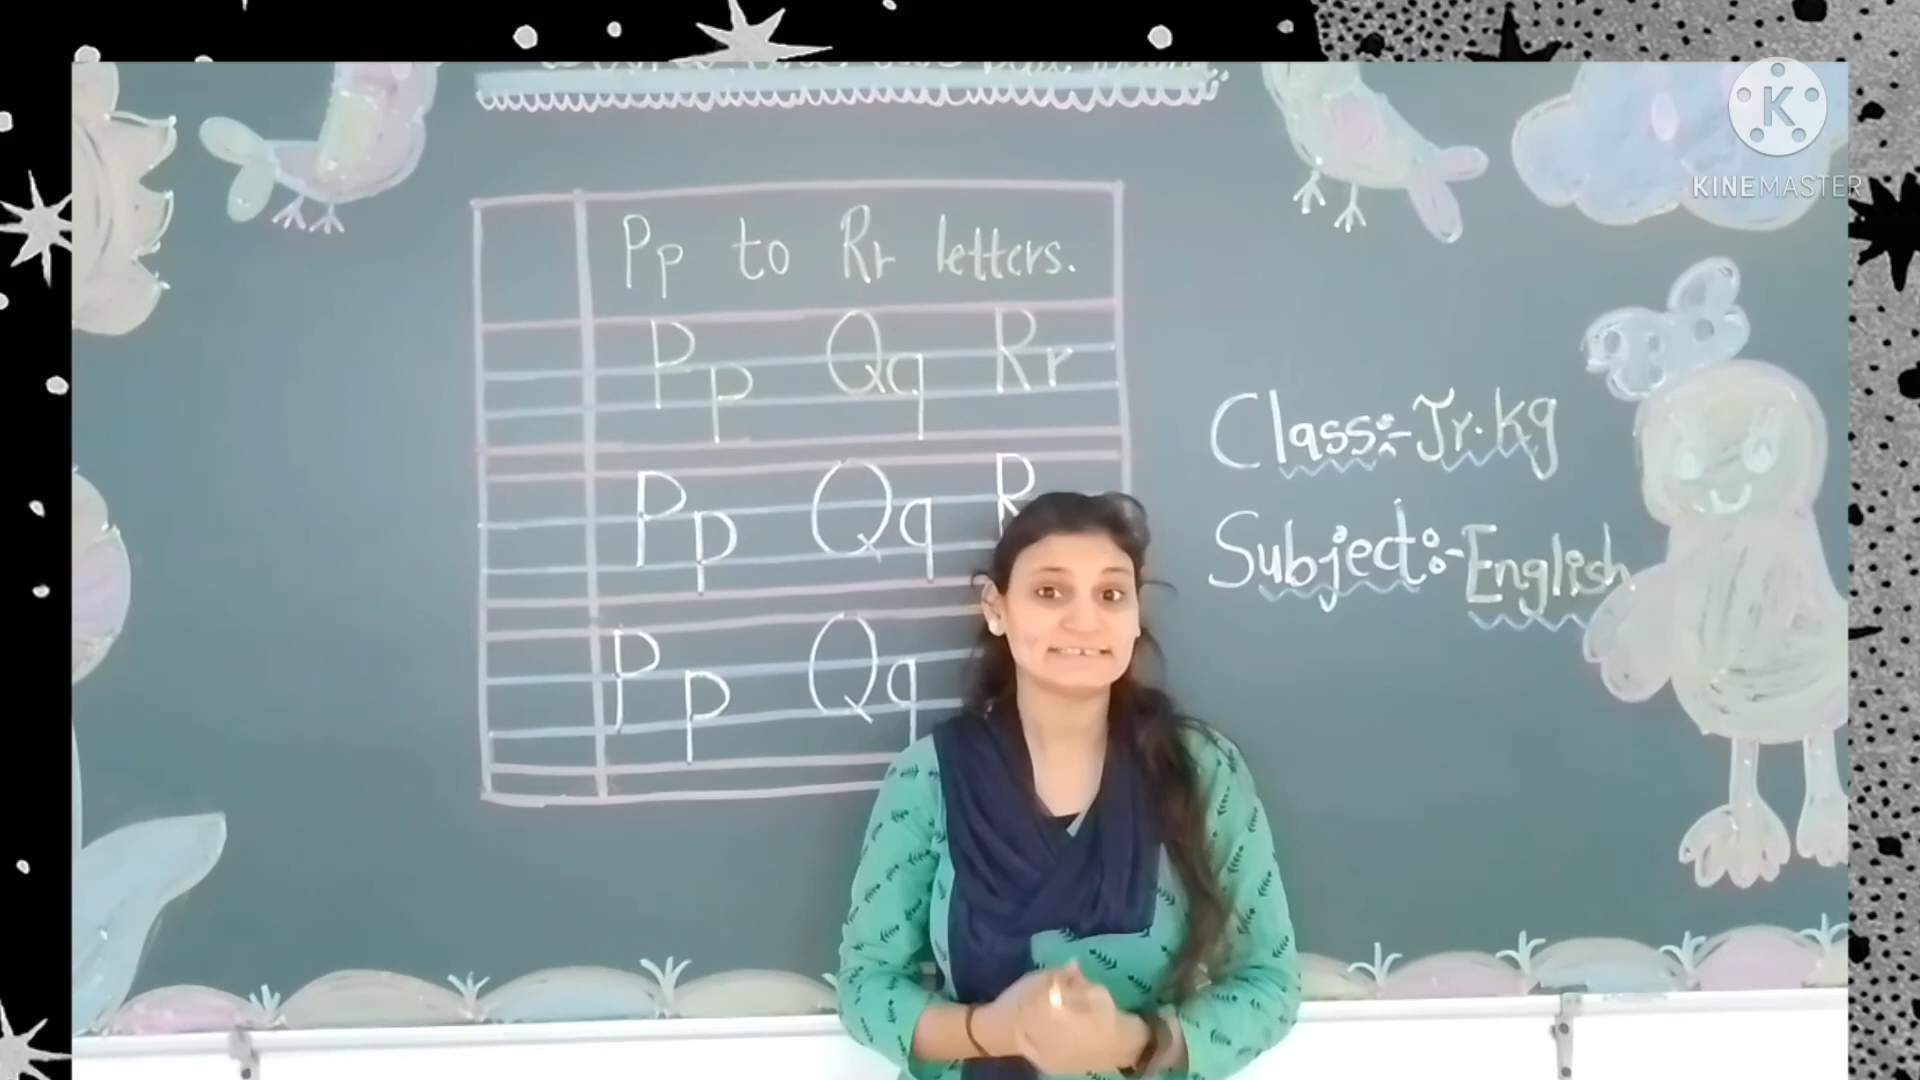 Pp to Rr letters.
Pp Qq Rr
Pp Qq R
Pp Qq
Class:- Jr.Kg
Subject:- English
K
KINEMASTER